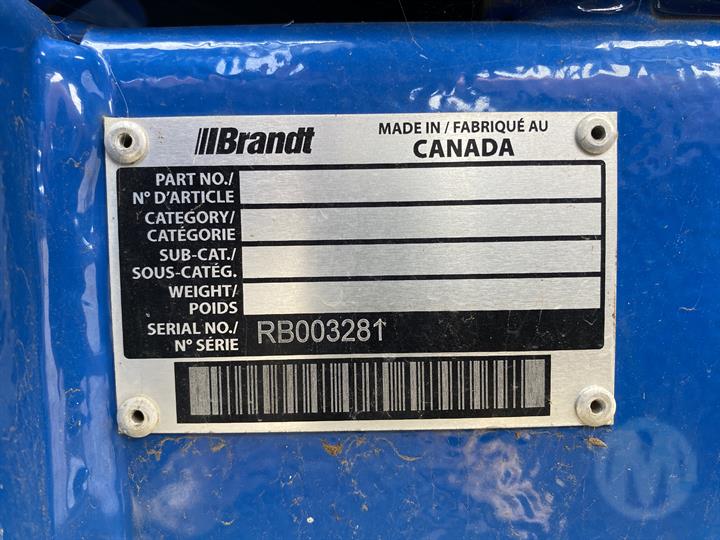 Brandt
MADE IN / FABRIQUÉ AU
CANADA
PART NO./
N° D'ARTICLE
CATEGORY/
CATÉGORIE
SUB-CAT./
SOUS-CATÉG.
WEIGHT/
POIDS
SERIAL NO./
N° SÉRIE
RB003281
M